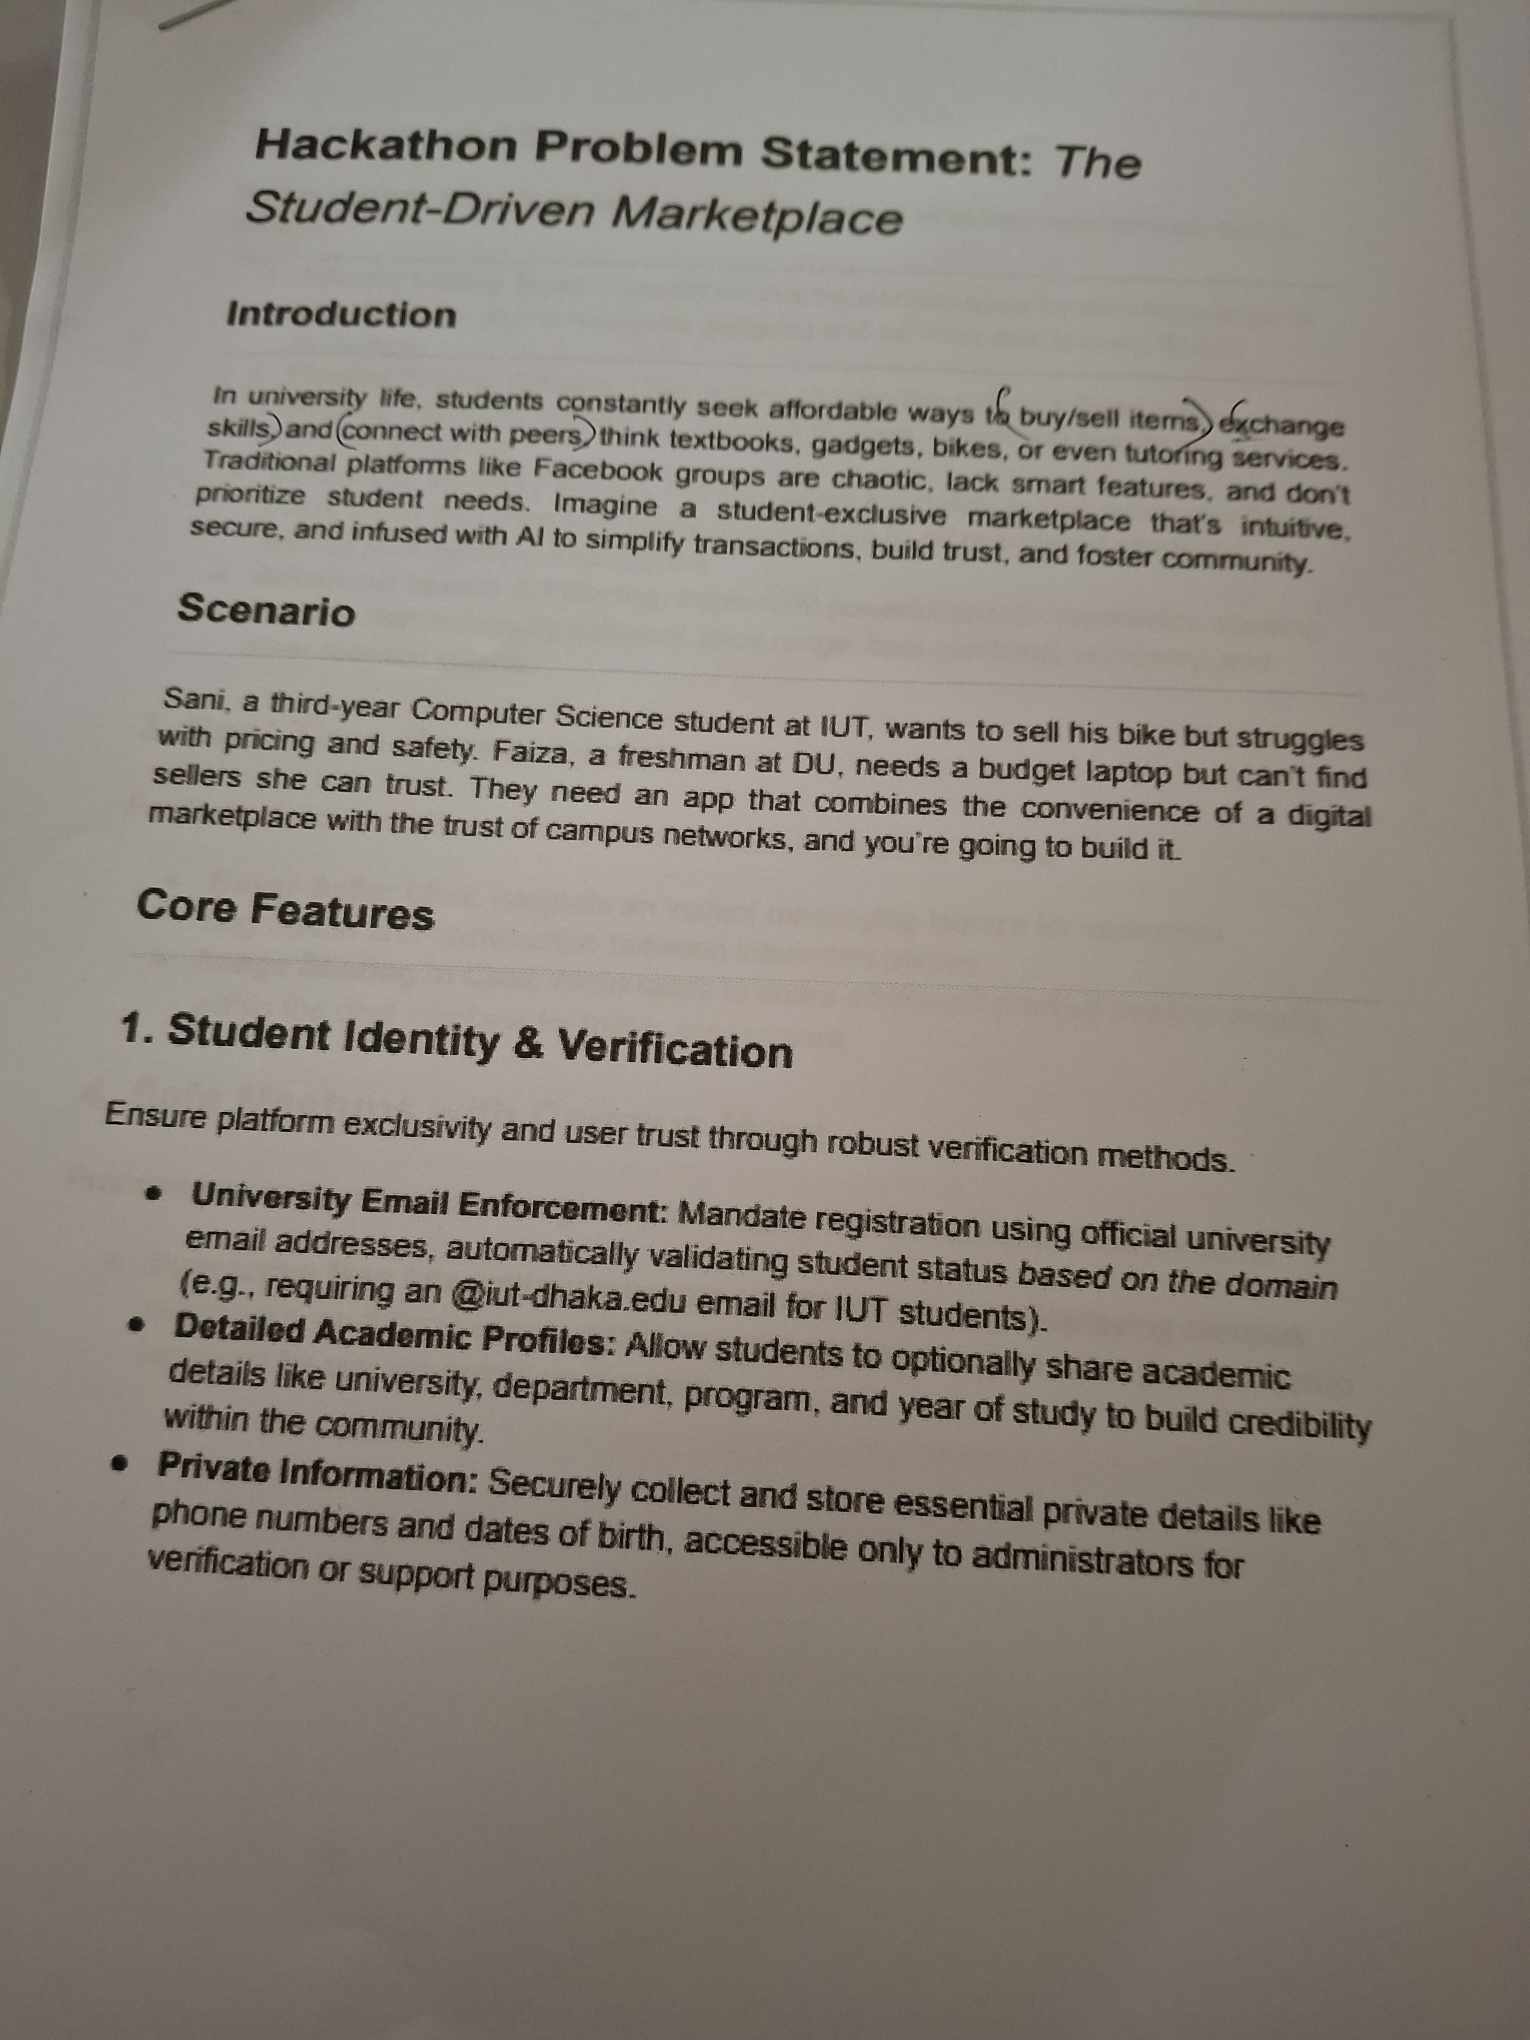 Hackathon Problem Statement: The
Student-Driven Marketplace
Introduction
In university life, students constantly seek affordable ways to buy/sell items, exchange
skills, and connect with peers, think textbooks, gadgets, bikes, or even tutoring services.
Traditional platforms like Facebook groups are chaotic, lack smart features, and don't
prioritize student needs. Imagine a student-exclusive marketplace that's intuitive,
secure, and infused with AI to simplify transactions, build trust, and foster community.
Scenario
Sani, a third-year Computer Science student at IUT, wants to sell his bike but struggles
with pricing and safety. Faiza, a freshman at DU, needs a budget laptop but can't find
sellers she can trust. They need an app that combines the convenience of a digital
marketplace with the trust of campus networks, and you're going to build it.
Core Features
1. Student Identity & Verification
Ensure platform exclusivity and user trust through robust verification methods.
• University Email Enforcement: Mandate registration using official university
email addresses, automatically validating student status based on the domain
(e.g., requiring an @iut-dhaka.edu email for IUT students).
• Detailed Academic Profiles: Allow students to optionally share academic
details like university, department, program, and year of study to build credibility
within the community.
• Private Information: Securely collect and store essential private details like
phone numbers and dates of birth, accessible only to administrators for
verification or support purposes.